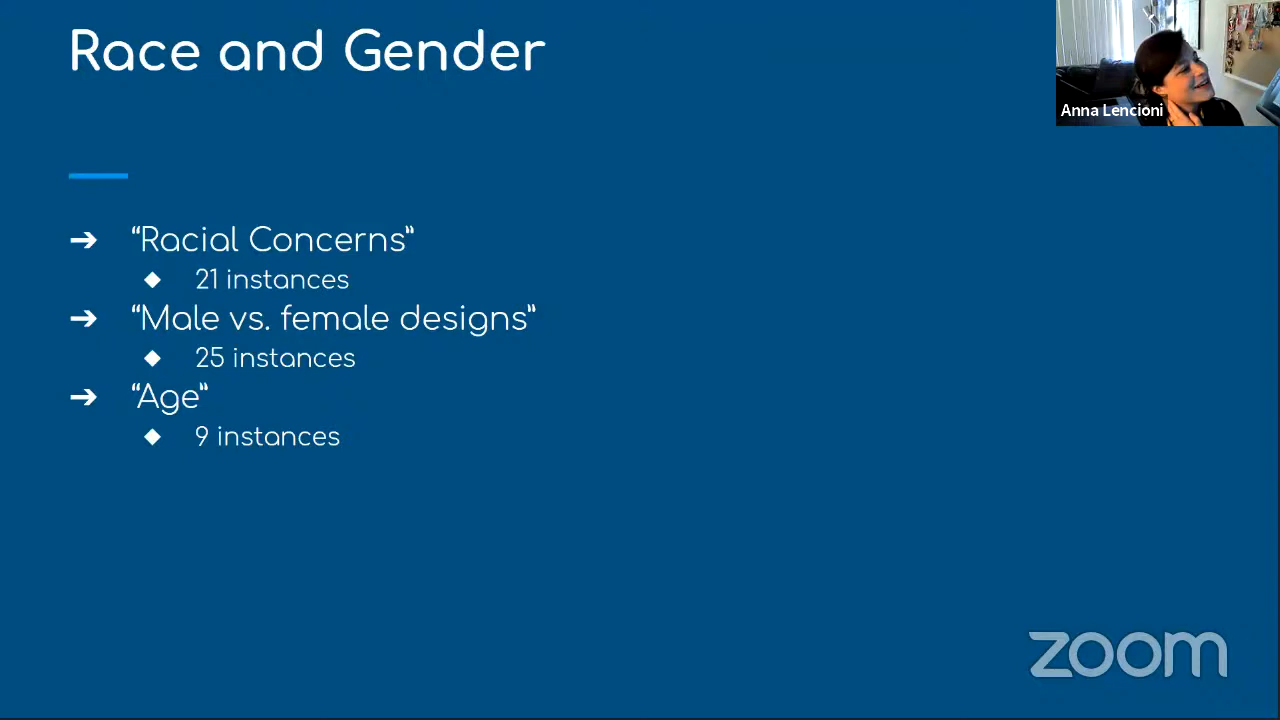 Race and Gender
Anna Lencioni
➔ “Racial Concerns”
◆ 21 instances
➔ “Male vs. female designs”
◆ 25 instances
➔ “Age”
◆ 9 instances
zoom